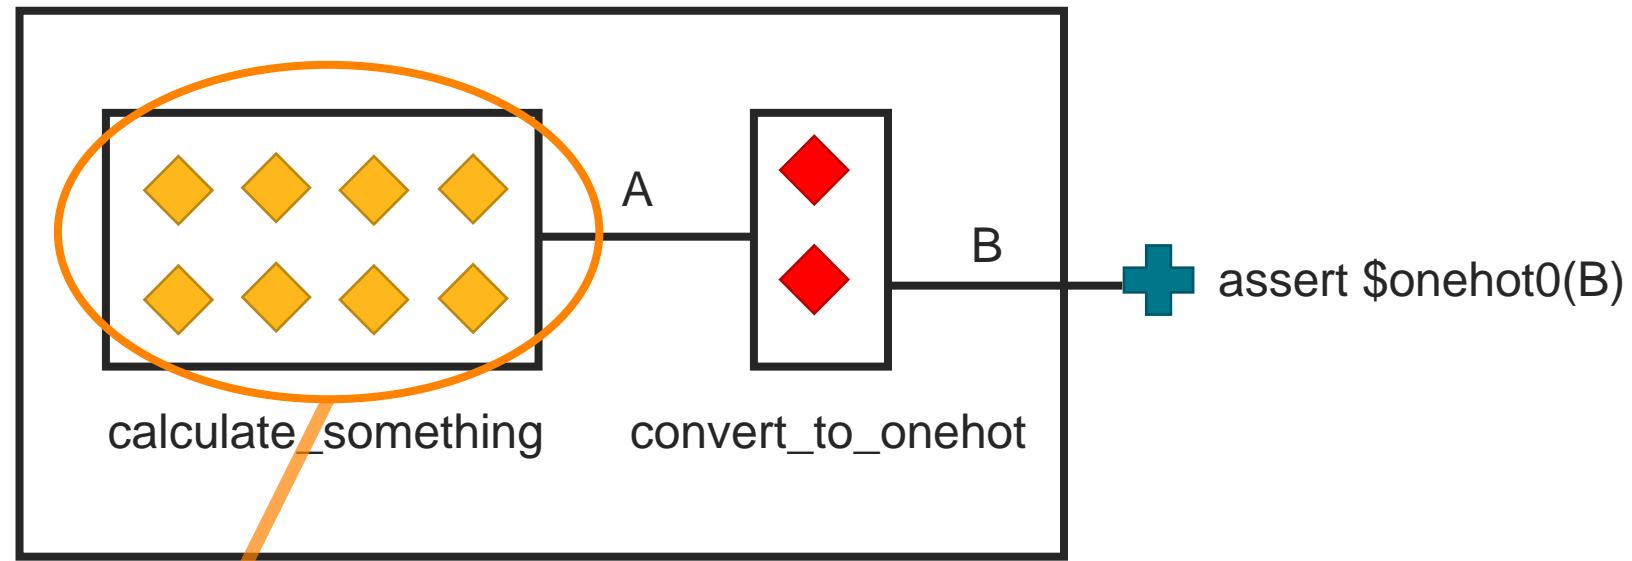 A
B
assert $onehot0(B)
calculate_something
convert_to_onehot